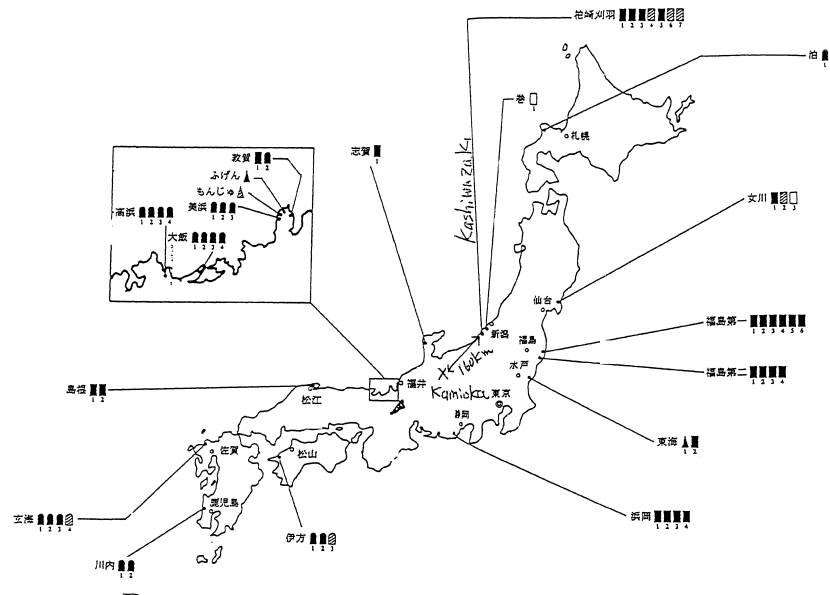 柏崎刈羽
1 2 3 4 5 6 7
泊
1
巻
1
札幌
志賀
1
Kashiwazaki
敦賀
1 2
ふげん
もんじゅ
美浜
1 2 3
高浜
1 2 3 4
大飯
1 2 3 4
女川
1 2 3
仙台
新潟
福島第一
1 2 3 4 5 6
福島
160km
X
水戸
福島第二
1 2 3 4
福井
Kamioka
東京
島根
1 2
松江
静岡
東海
1 2
佐賀
松山
鹿児島
玄海
1 2 3 4
浜岡
1 2 3 4
伊方
1 2 3
川内
1 2